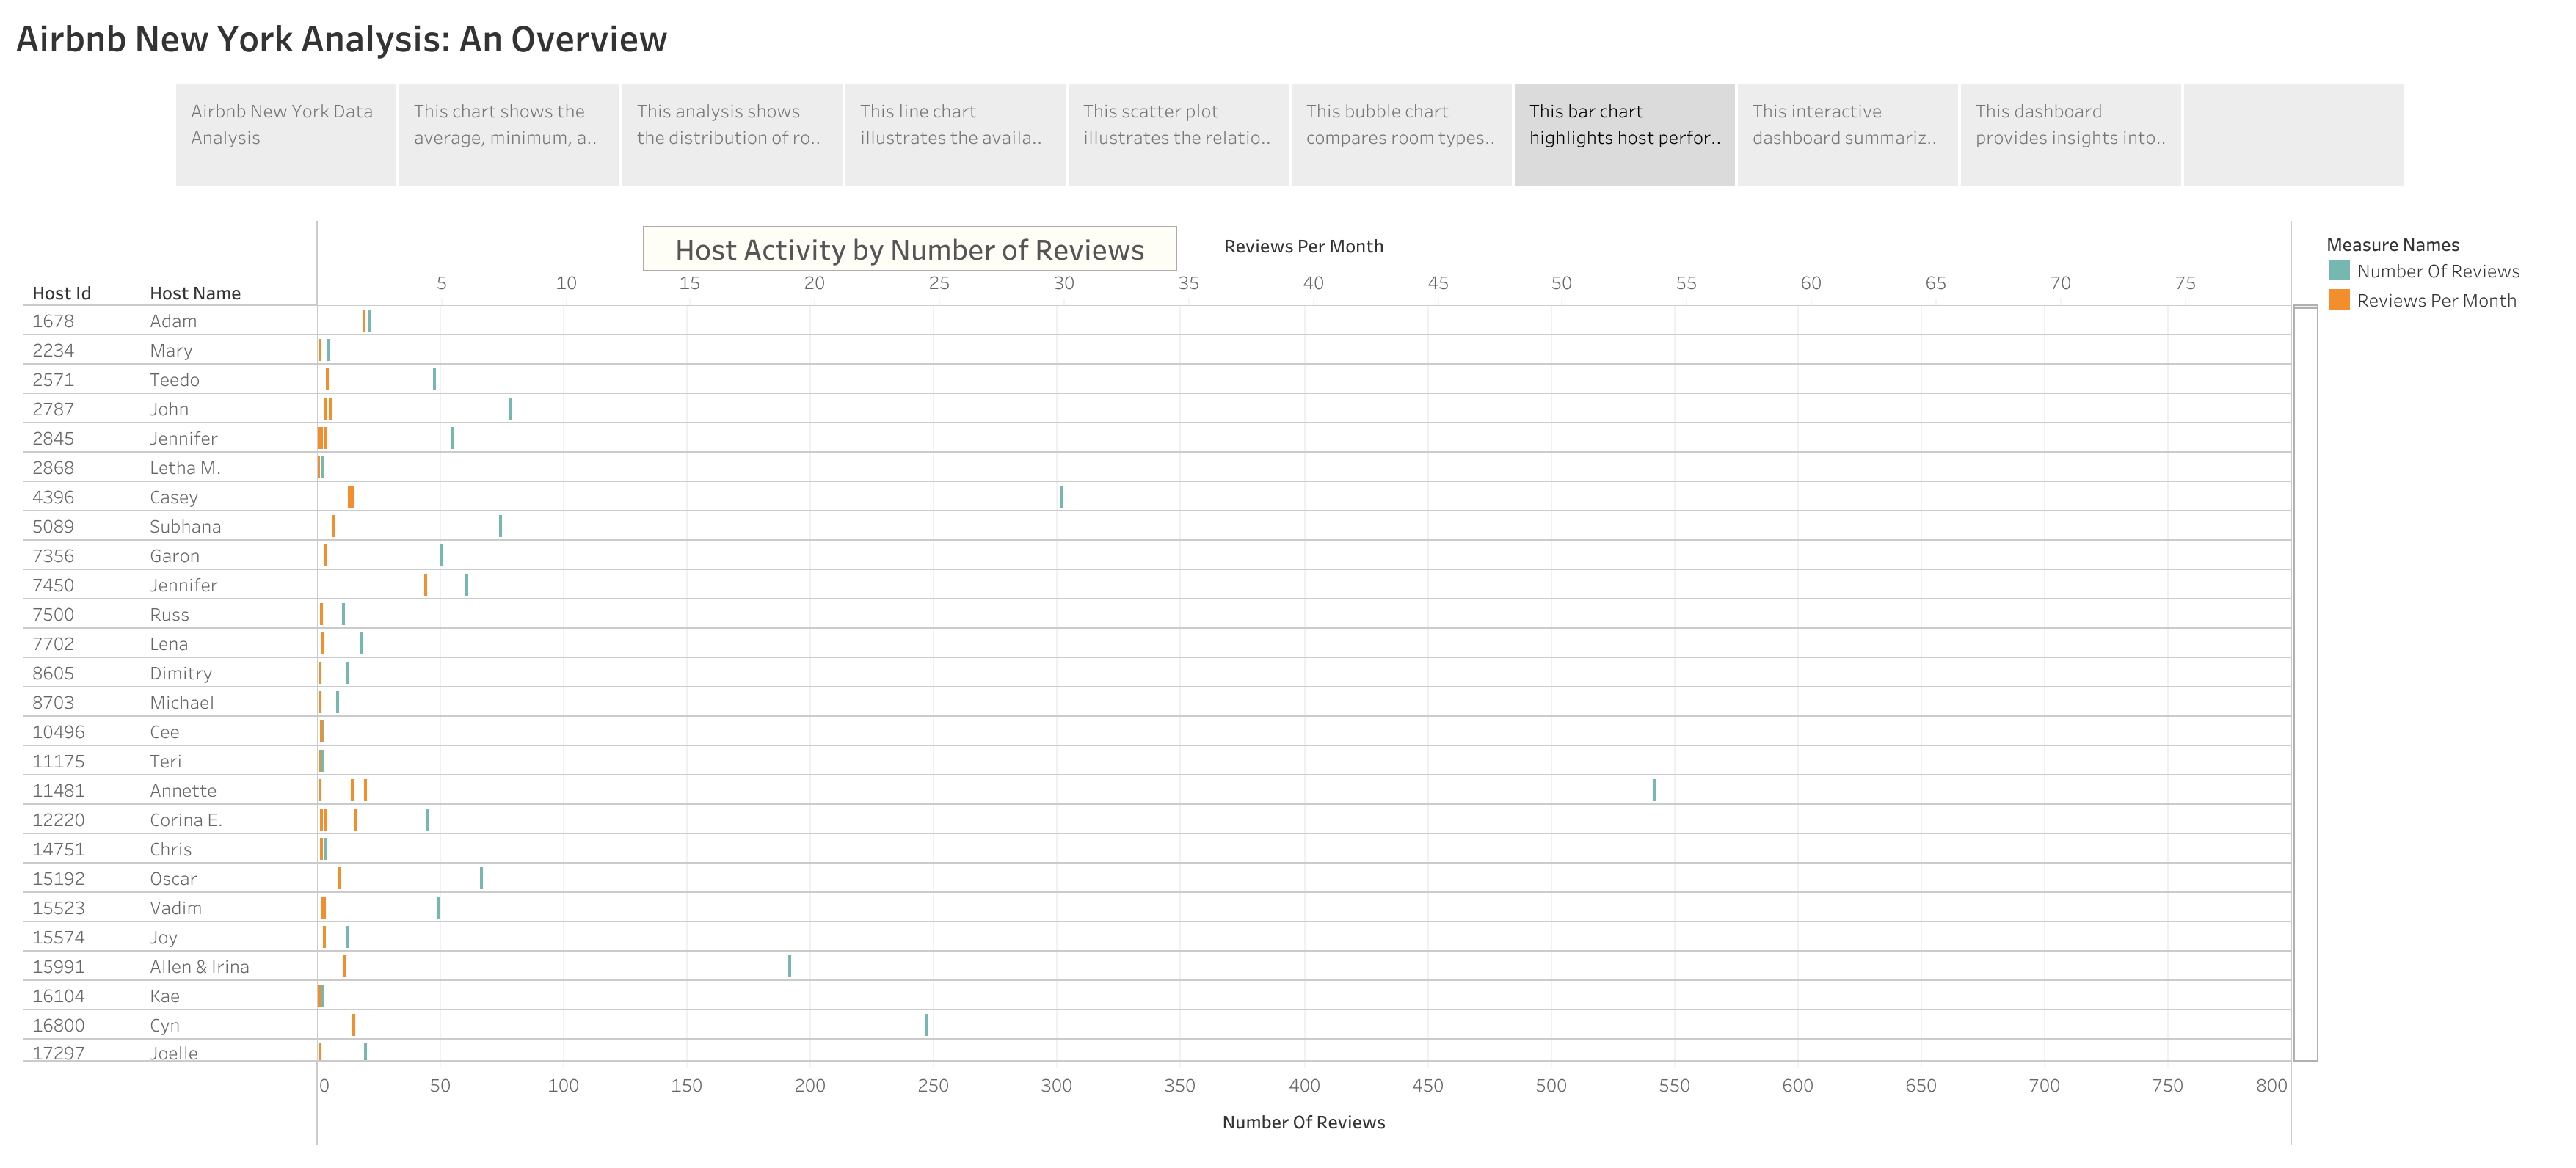 Airbnb New York Analysis: An Overview
Airbnb New York Data
Analysis
This chart shows the
average, minimum, a..
This analysis shows
the distribution of ro..
This line chart
illustrates the availa..
This scatter plot
illustrates the relatio..
This bubble chart
compares room types..
This bar chart
highlights host perfor..
This interactive
dashboard summariz..
This dashboard
provides insights into..
Host Activity by Number of Reviews
Reviews Per Month
5 10 15 20 25 30 35 40 45 50 55 60 65 70 75
Host Id Host Name
1678 Adam
2234 Mary
2571 Teedo
2787 John
2845 Jennifer
2868 Letha M.
4396 Casey
5089 Subhana
7356 Garon
7450 Jennifer
7500 Russ
7702 Lena
8605 Dimitry
8703 Michael
10496 Cee
11175 Teri
11481 Annette
12220 Corina E.
14751 Chris
15192 Oscar
15523 Vadim
15574 Joy
15991 Allen & Irina
16104 Kae
16800 Cyn
17297 Joelle
0 50 100 150 200 250 300 350 400 450 500 550 600 650 700 750 800
Number Of Reviews
Measure Names
Number Of Reviews
Reviews Per Month